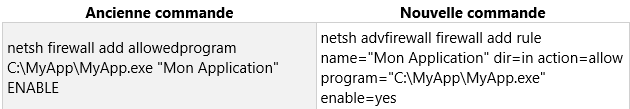 Ancienne commande
Nouvelle commande
netsh firewall add allowedprogram
C:\MyApp\MyApp.exe "Mon Application"
ENABLE
netsh advfirewall firewall add rule
name="Mon Application" dir=in action=allow
program="C:\MyApp\MyApp.exe"
enable=yes